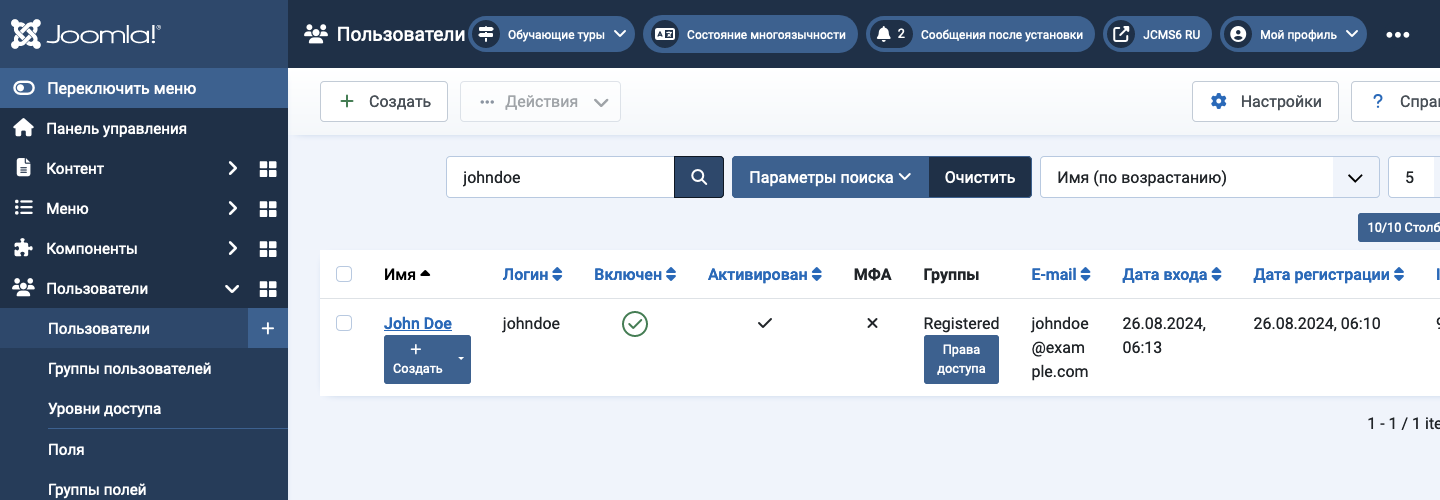 Joomla!®
Пользователи
Обучающие туры
Состояние многоязычности
2 Сообщения после установки
JCMS6 RU
Мой профиль
Переключить меню
Панель управления
Контент
Меню
Компоненты
Пользователи
Пользователи
Группы пользователей
Уровни доступа
Поля
Группы полей
Создать
Действия
Настройки
? Спра
johndoe
Параметры поиска
Очистить
Имя (по возрастанию)
5
10/10 Столб
Имя Логин Включен Активирован МФА Группы E-mail Дата входа Дата регистрации
John Doe johndoe Registered johndoe 26.08.2024, 26.08.2024, 06:10
@exam 06:13
ple.com
+
Создать
Права
доступа
1 - 1 / 1 ite